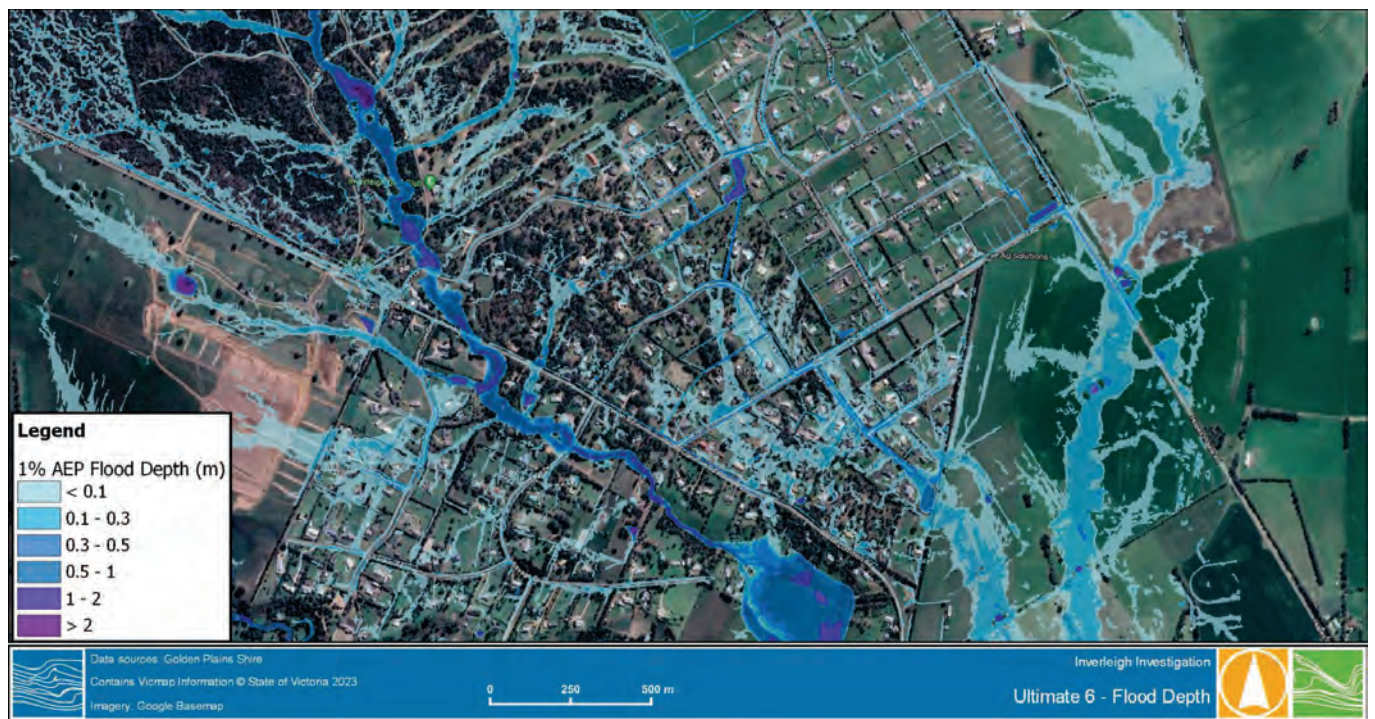 Ag Solutions
Legend
1% AEP Flood Depth (m)
< 0.1
0.1 - 0.3
0.3 - 0.5
0.5 - 1
1 - 2
> 2
Data sources: Golden Plains Shire
Contains Vicmap Information © State of Victoria 2023
Imagery: Google Basemap
0 250 500 m
Inverleigh Investigation
Ultimate 6 - Flood Depth